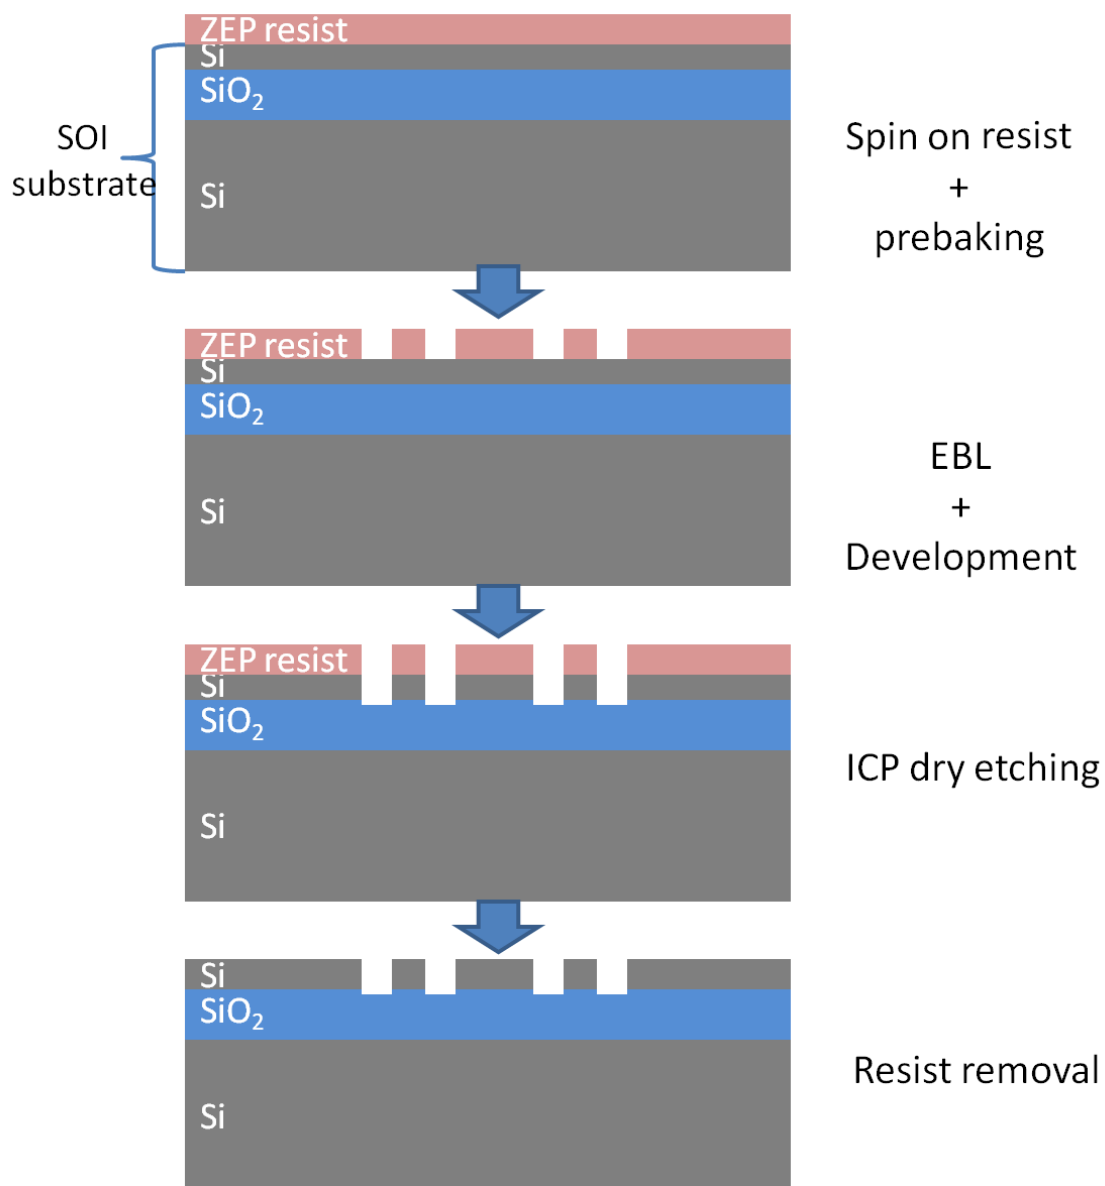 ZEP resist
Si
SiO₂
Si
SOI
substrate
Spin on resist
+
prebaking
ZEP resist
Si
SiO₂
Si
EBL
+
Development
ZEP resist
Si
SiO₂
Si
ICP dry etching
Si
SiO₂
Si
Resist removal